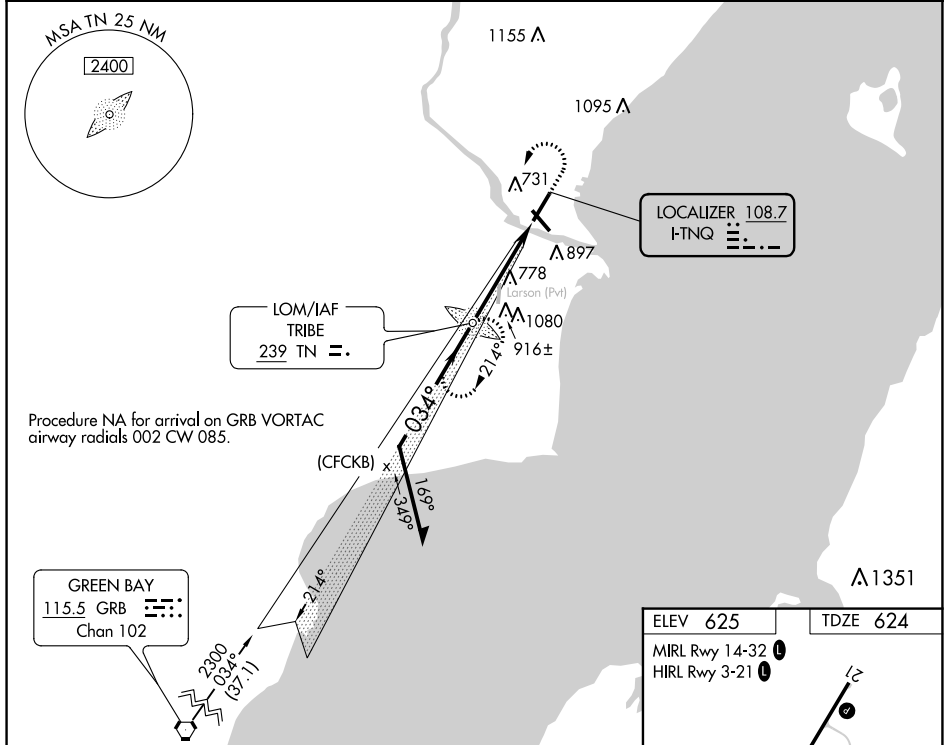 MSA TN 25 NM
2400
1155
1095
731
LOCALIZER 108.7
I-TNQ
897
778
Larson (Pvt)
LOM/IAF
TRIBE
239 TN
1080
916±
214°
034°
Procedure NA for arrival on GRB VORTAC
airway radials 002 CW 085.
(CFCKB) x
349°
169°
1351
214°
GREEN BAY
115.5 GRB
Chan 102
2300
034°
(37.1)
ELEV 625
TDZE 624
MIRL Rwy 14-32 L
HIRL Rwy 3-21 L
21
P